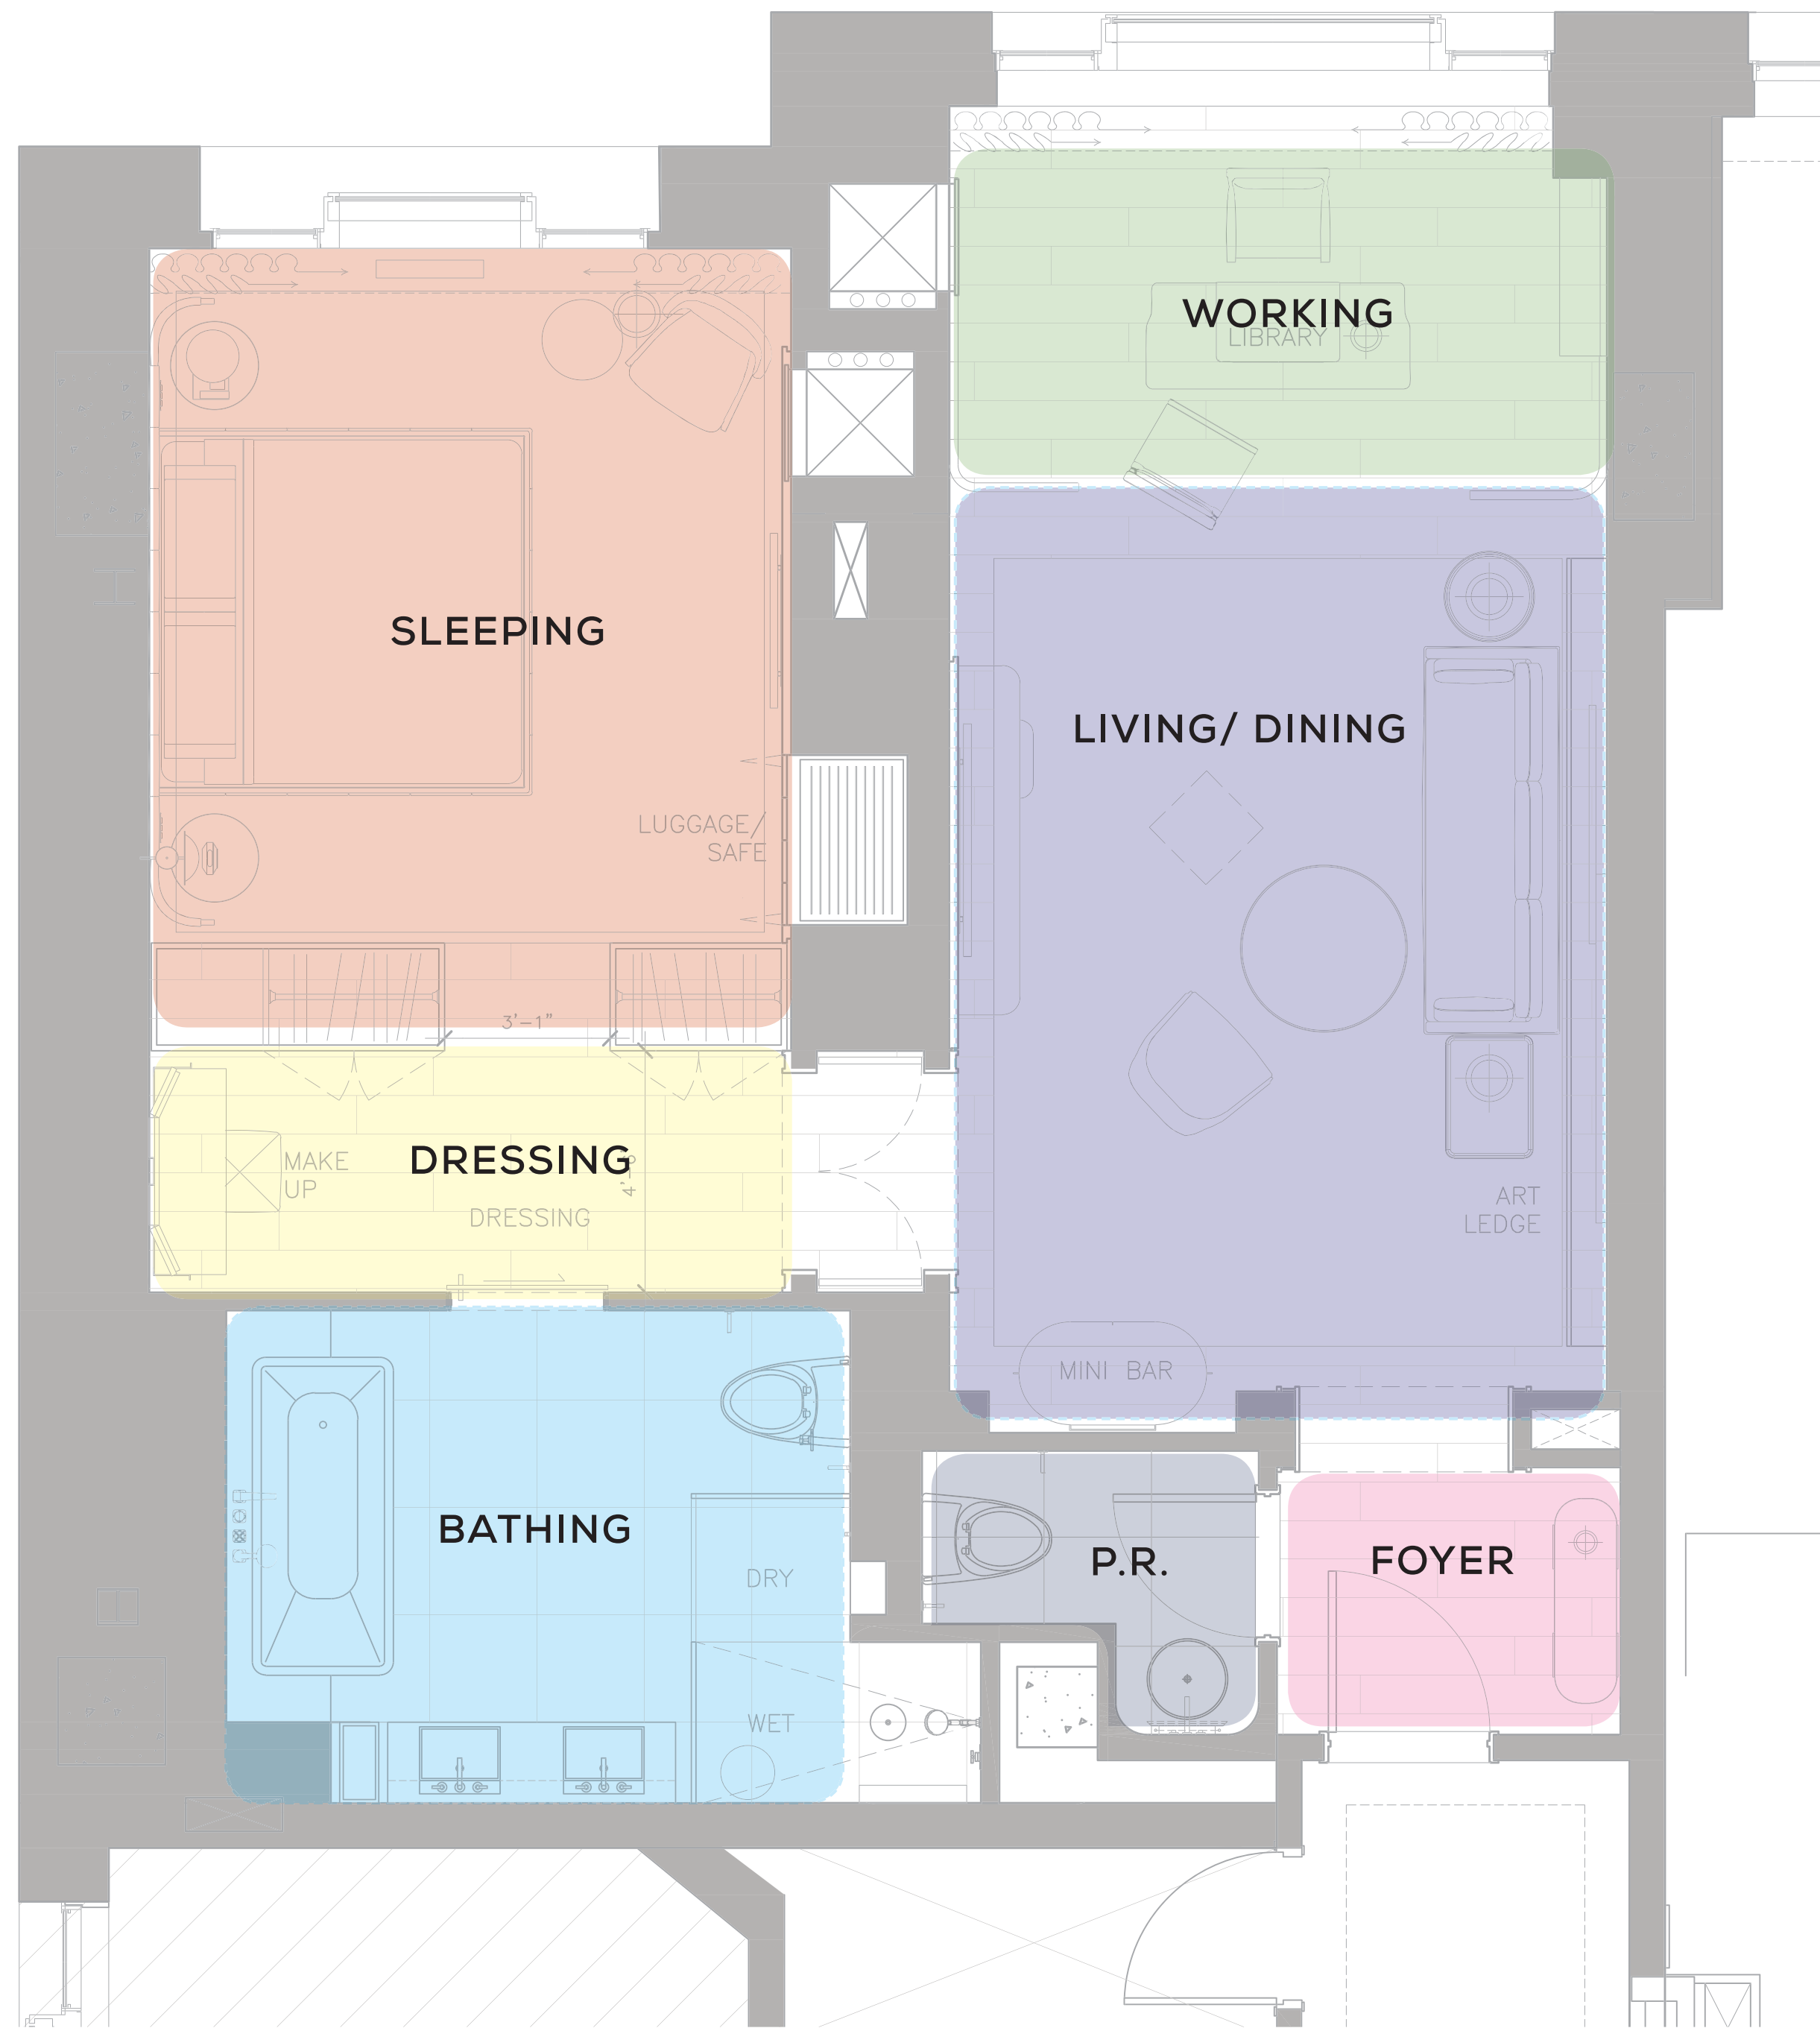 WORKING
LIBRARY
SLEEPING
LIVING/ DINING
LUGGAGE/
SAFE
3'-1"
DRESSING
MAKE
UP
DRESSING
ART
LEDGE
MINI BAR
BATHING
DRY
WET
P.R.
FOYER